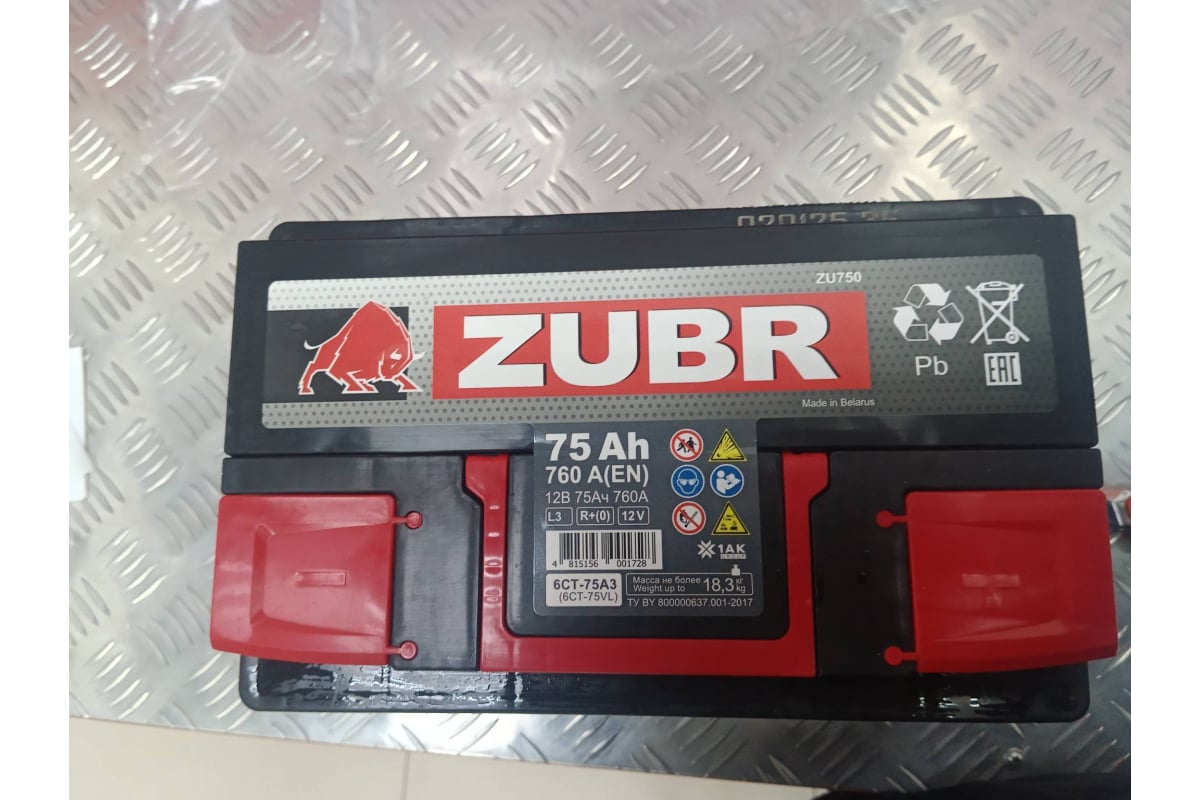 ZU750
ZUBR
Pb
EAC
Made in Belarus
75 Ah
760 A(EN)
12В 75Ач 760А
L3 R+(0) 12V
4 815156 001728
1AK
GROUP
6СТ-75А3
(6CT-75VL)
Масса не более
Weight up to
18,3 кг
kg
ТУ BY 800000637.001-2017